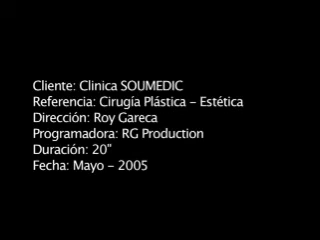 Cliente: Clinica SOUMEDIC
Referencia: Cirugía Plástica - Estética
Dirección: Roy Gareca
Programadora: RG Production
Duración: 20"
Fecha: Mayo - 2005